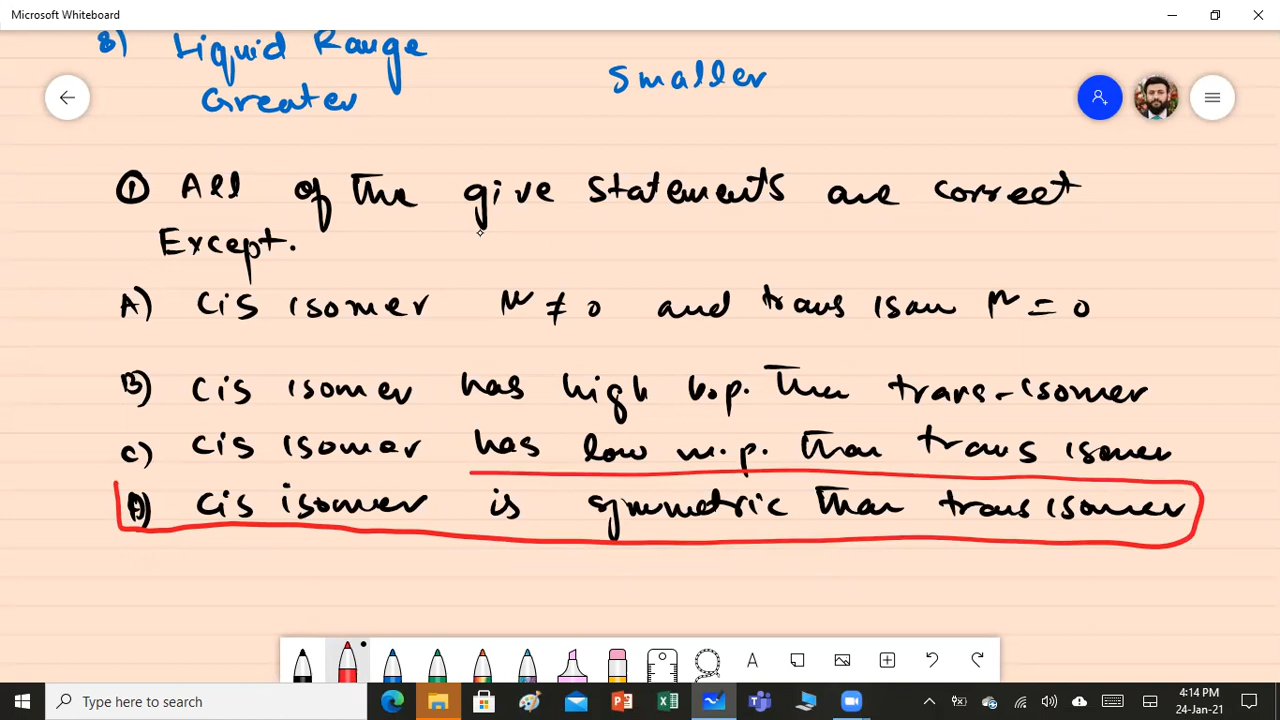 Microsoft Whiteboard
8) Liquid Range
Greater
Smaller
① All of the give statements are correct
Except.
A) Cis isomer μ ≠ 0 and trans isom μ = 0
B) Cis isomer has high b.p. than trans-isomer
C) Cis isomer has low m.p. than trans isomer
D) Cis isomer is symmetric than trans isomer
Type here to search
4:14 PM
24-Jan-21